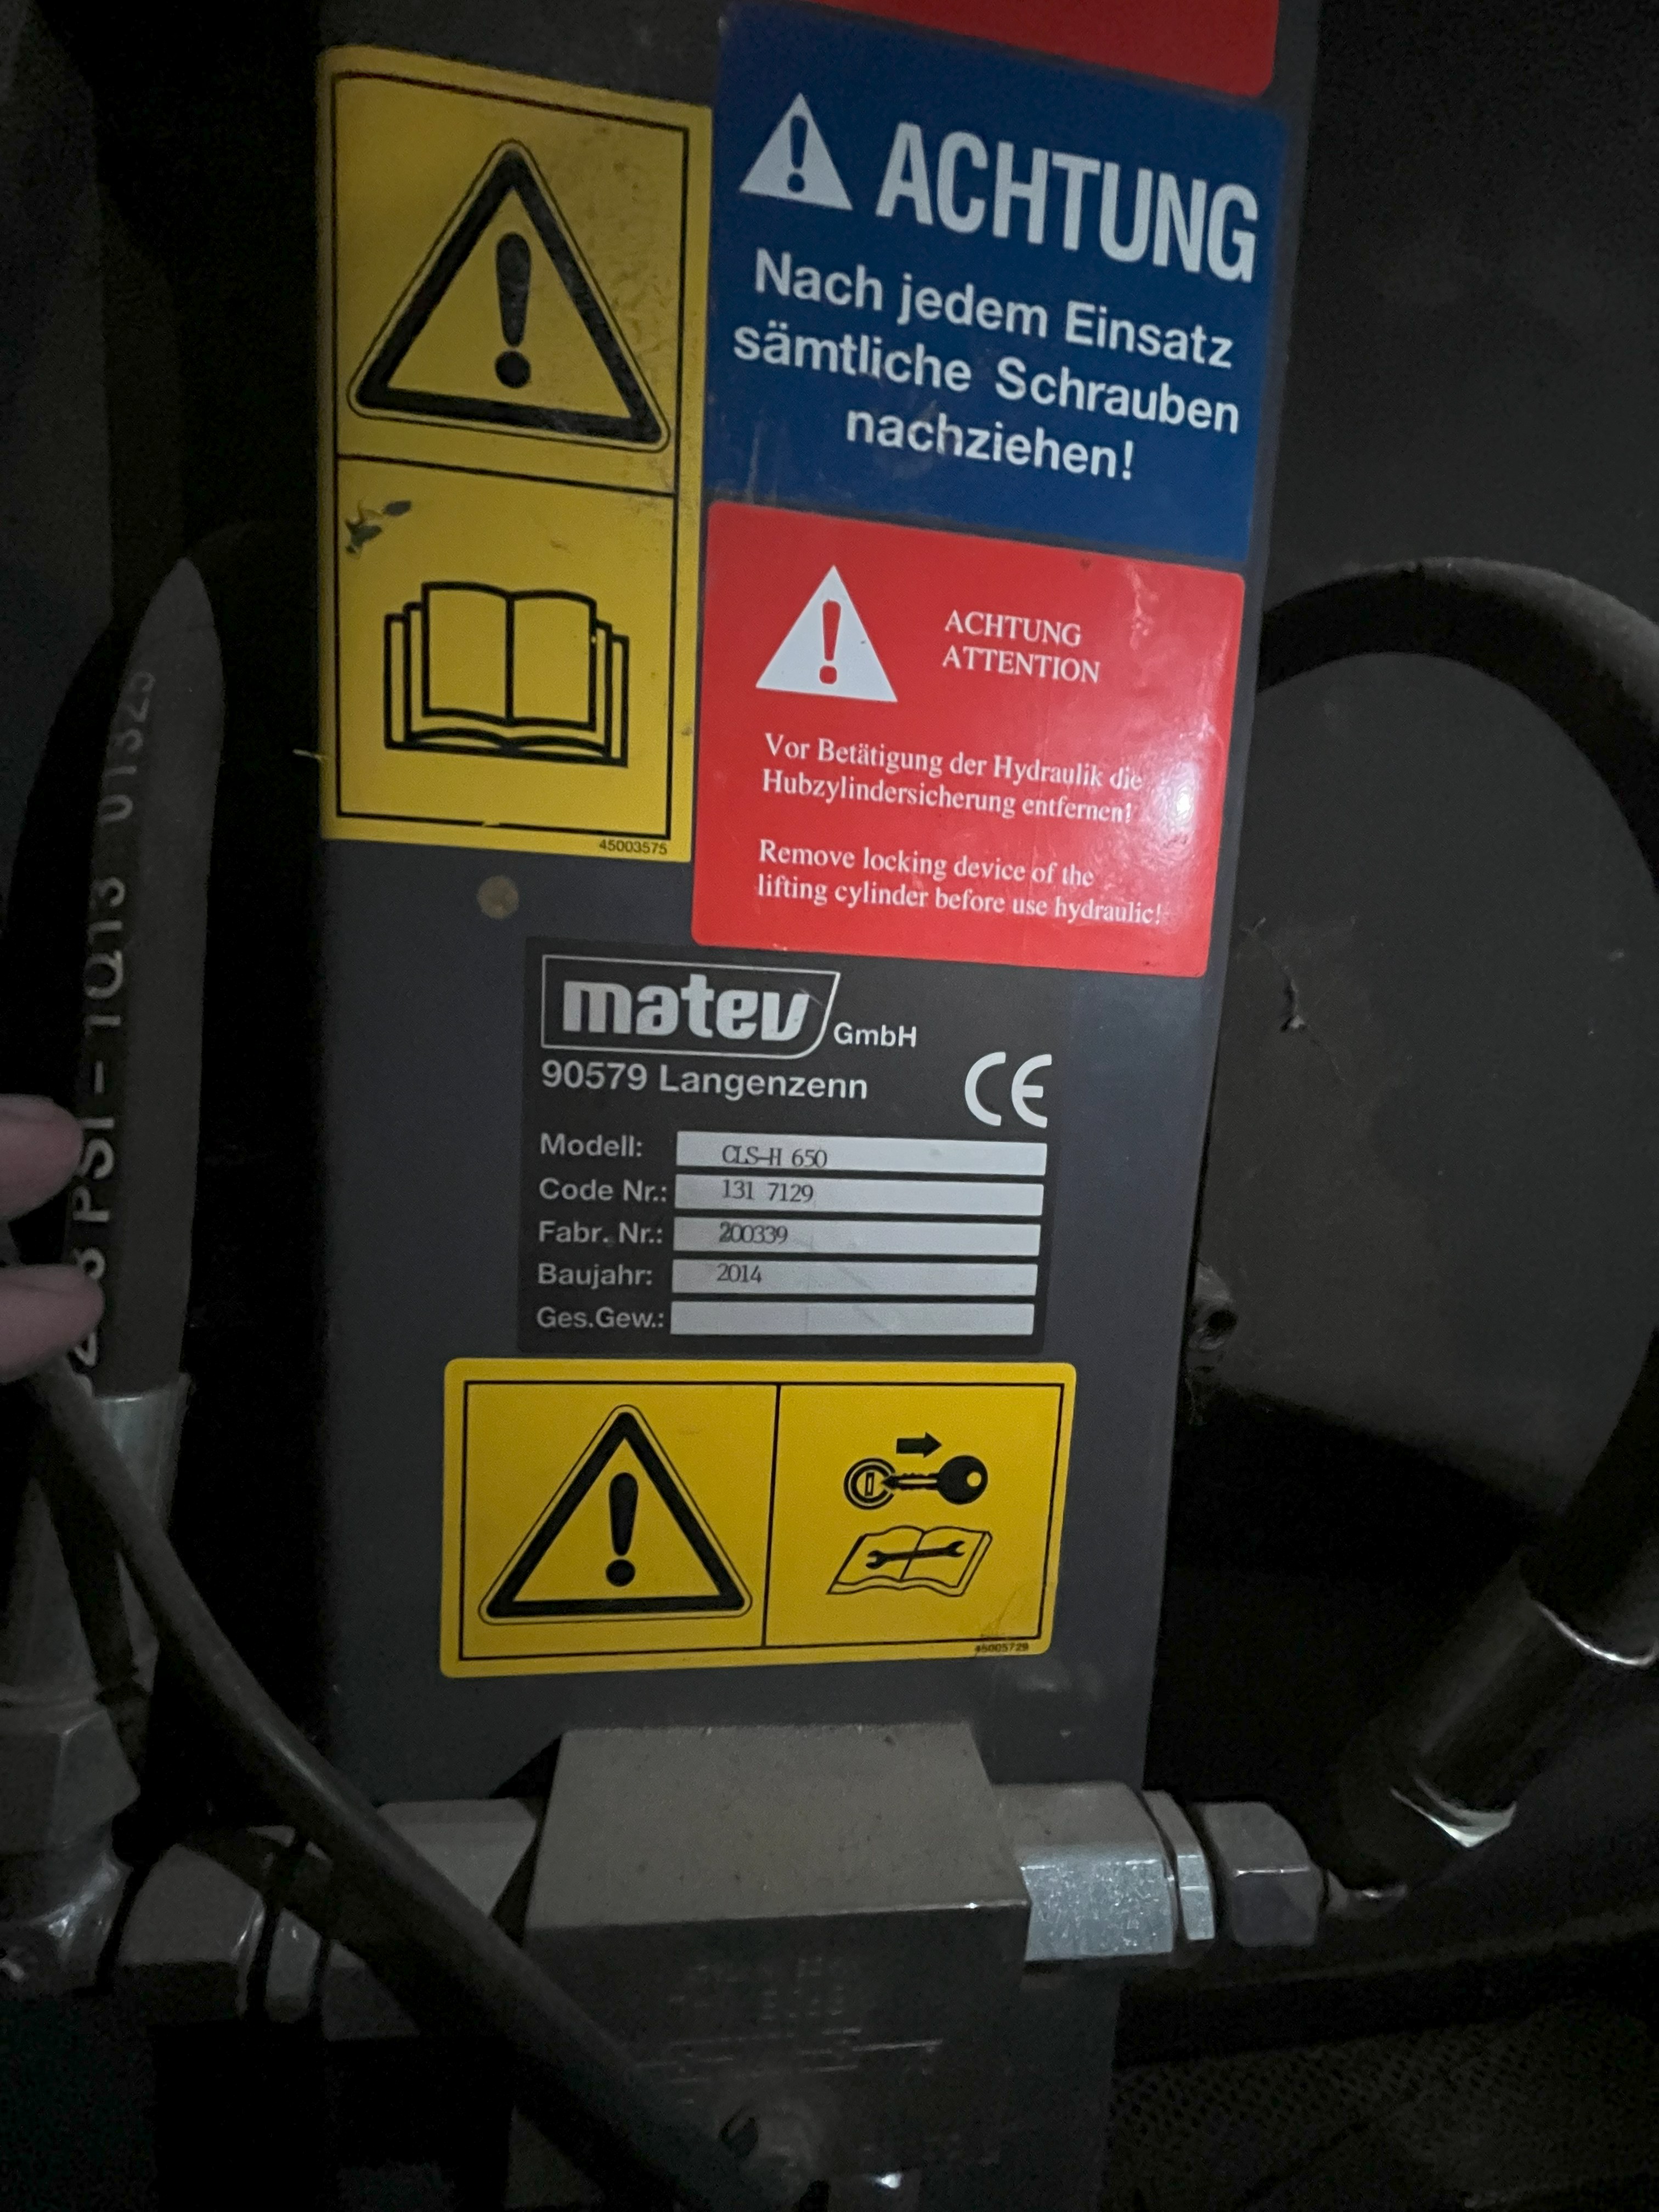 ACHTUNG
Nach jedem Einsatz
sämtliche Schrauben
nachziehen!
45003575
ACHTUNG
ATTENTION
Vor Betätigung der Hydraulik die
Hubzylindersicherung entfernen!
Remove locking device of the
lifting cylinder before use hydraulic!
PSI - 1Q13 01325
matev GmbH
90579 Langenzenn
CE
Modell: CLS-H 650
Code Nr.: 131 7129
Fabr. Nr.: 200339
Baujahr: 2014
Ges.Gew.:
45005729